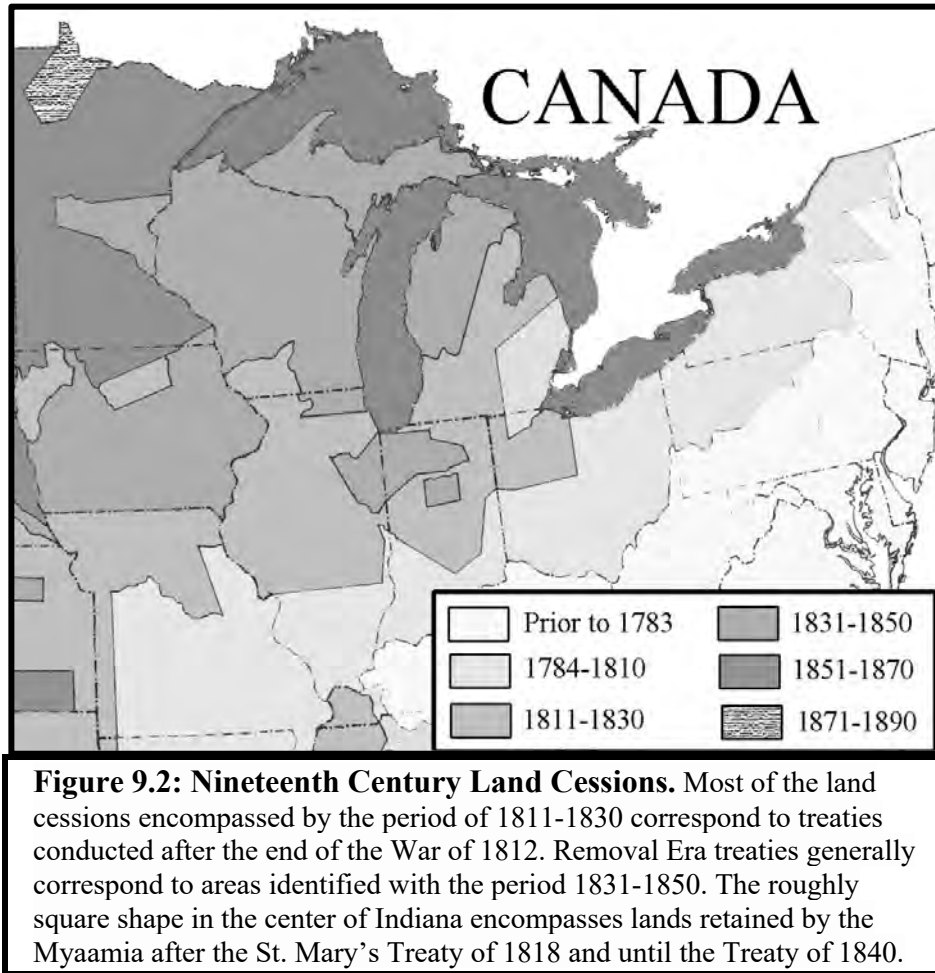 CANADA
Prior to 1783
1784-1810
1811-1830
1831-1850
1851-1870
1871-1890
Figure 9.2: Nineteenth Century Land Cessions. Most of the land
cessions encompassed by the period of 1811-1830 correspond to treaties
conducted after the end of the War of 1812. Removal Era treaties generally
correspond to areas identified with the period 1831-1850. The roughly
square shape in the center of Indiana encompasses lands retained by the
Myaamia after the St. Mary’s Treaty of 1818 and until the Treaty of 1840.